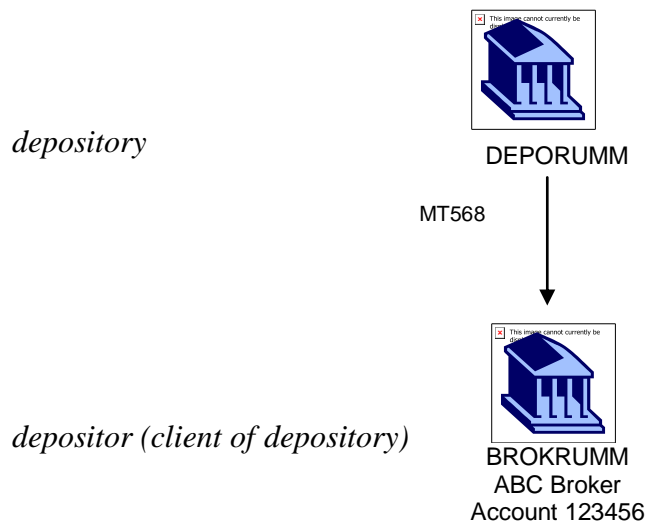 This image cannot currently be
depository
DEPORUMM
MT568
This image cannot currently be
depositor (client of depository)
BROKRUMM
ABC Broker
Account 123456